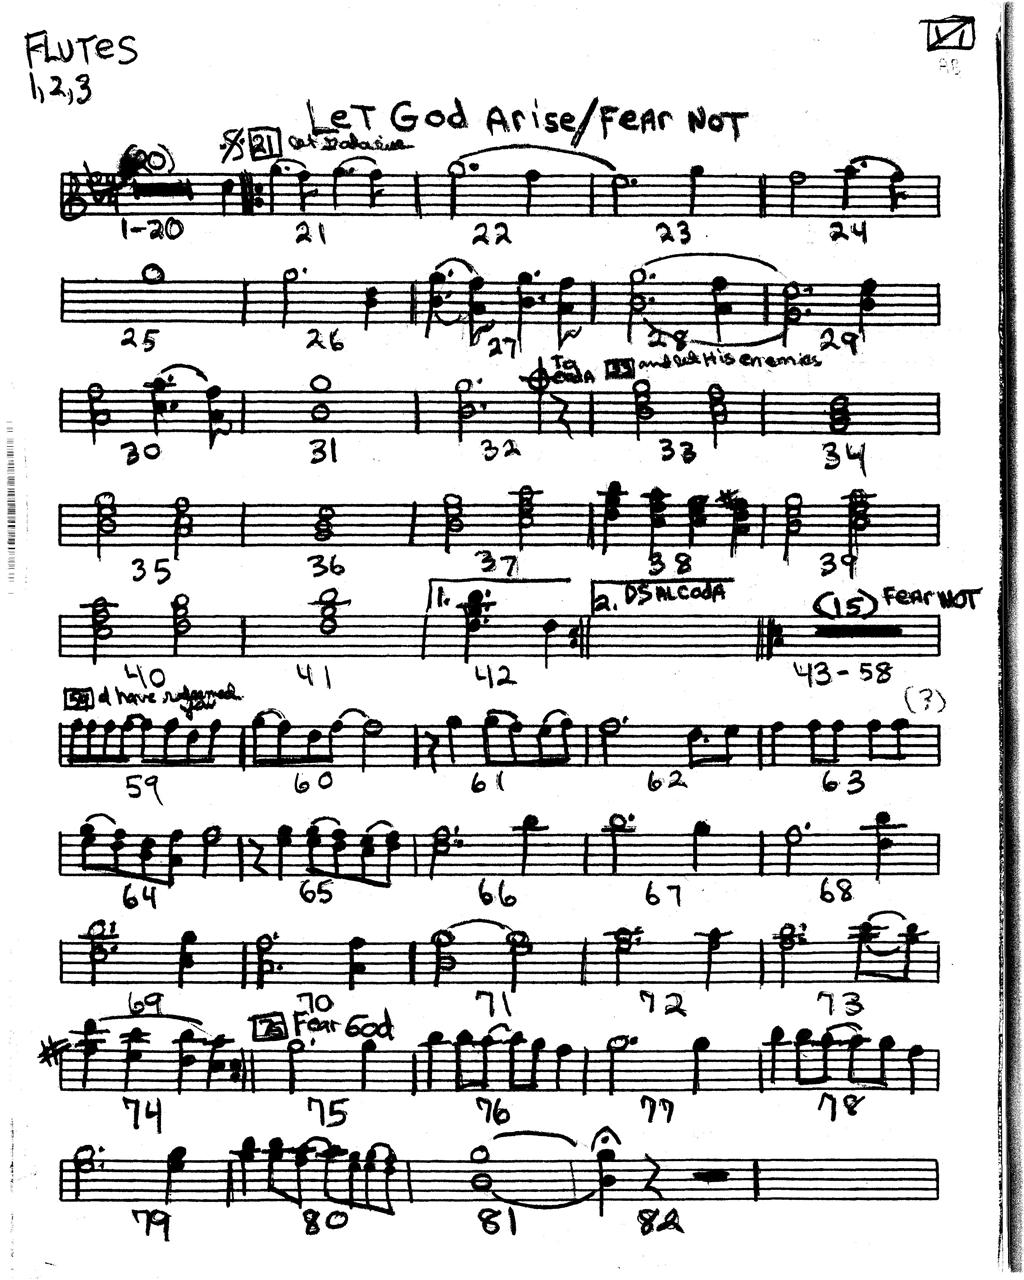 FLUTES
1,2,3
VI
AB
LeT GOd Arise/FeAr NOT
(20) 21 Let God arise
1-20 21 22 23 24
25 26 27 28 29
To CodA 33 and let His enemies
30 31 32 33 34
35 36 37 38 39
1. 2. DS AL CodA (15) FeAr NOT
40 41 42 43-58
59 I have redeemed you (?)
59 60 61 62 63
64 65 66 67 68
69 70 71 72 73
75 Fear God
74 75 76 77 78
79 80 81 82